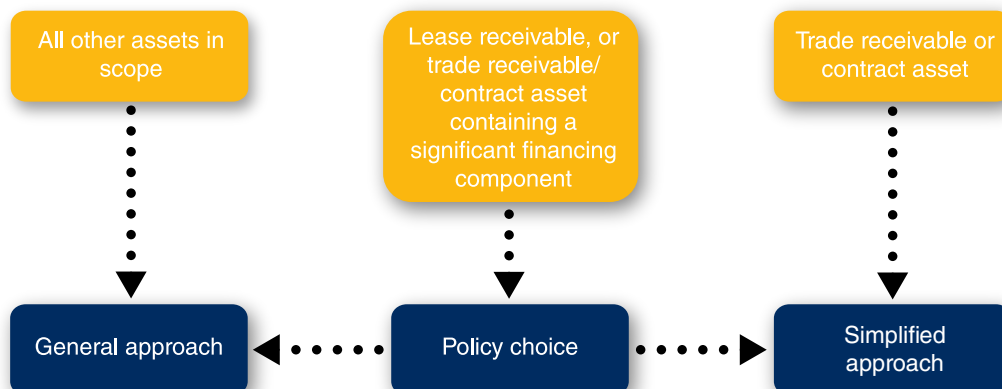 All other assets in
scope
Lease receivable, or
trade receivable/
contract asset
containing a
significant financing
component
Trade receivable or
contract asset
General approach
Policy choice
Simplified
approach